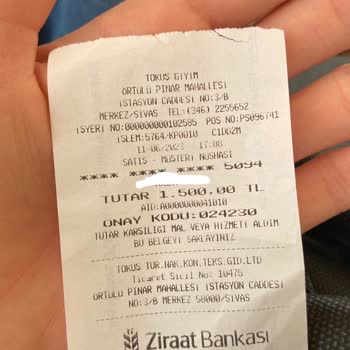 TOKUS GIYIM
ORTULU PINAR MAHALLESI
iSTASYON CADDESI NO:3/B
MERKEZ/SIVAS TEL:(346) 2255652
iSYERI NO:000000000102585 POS NO:PS096741
iSLEM:5764/KP0010 C1DD2M
11/06/2023 17:08
SATIS - MUSTERI NUSHASI
**** **** **** 5094
TUTAR 1.500.00 TL
AID:A0000000041010
ONAY KODU:024230
TUTAR KARSILIGI MAL VEYA HIZMETI ALDIM
BU BELGEYI SAKLAYINIZ
TOKUS TUR.NAK.KON.TEKS.GID.LTD
Ticaret Sicil No: 10475
ORTULU PINAR MAHALLESI iSTASYON CADDESI
NO:3/B MERKEZ 58000/SIVAS
Ziraat Bankası